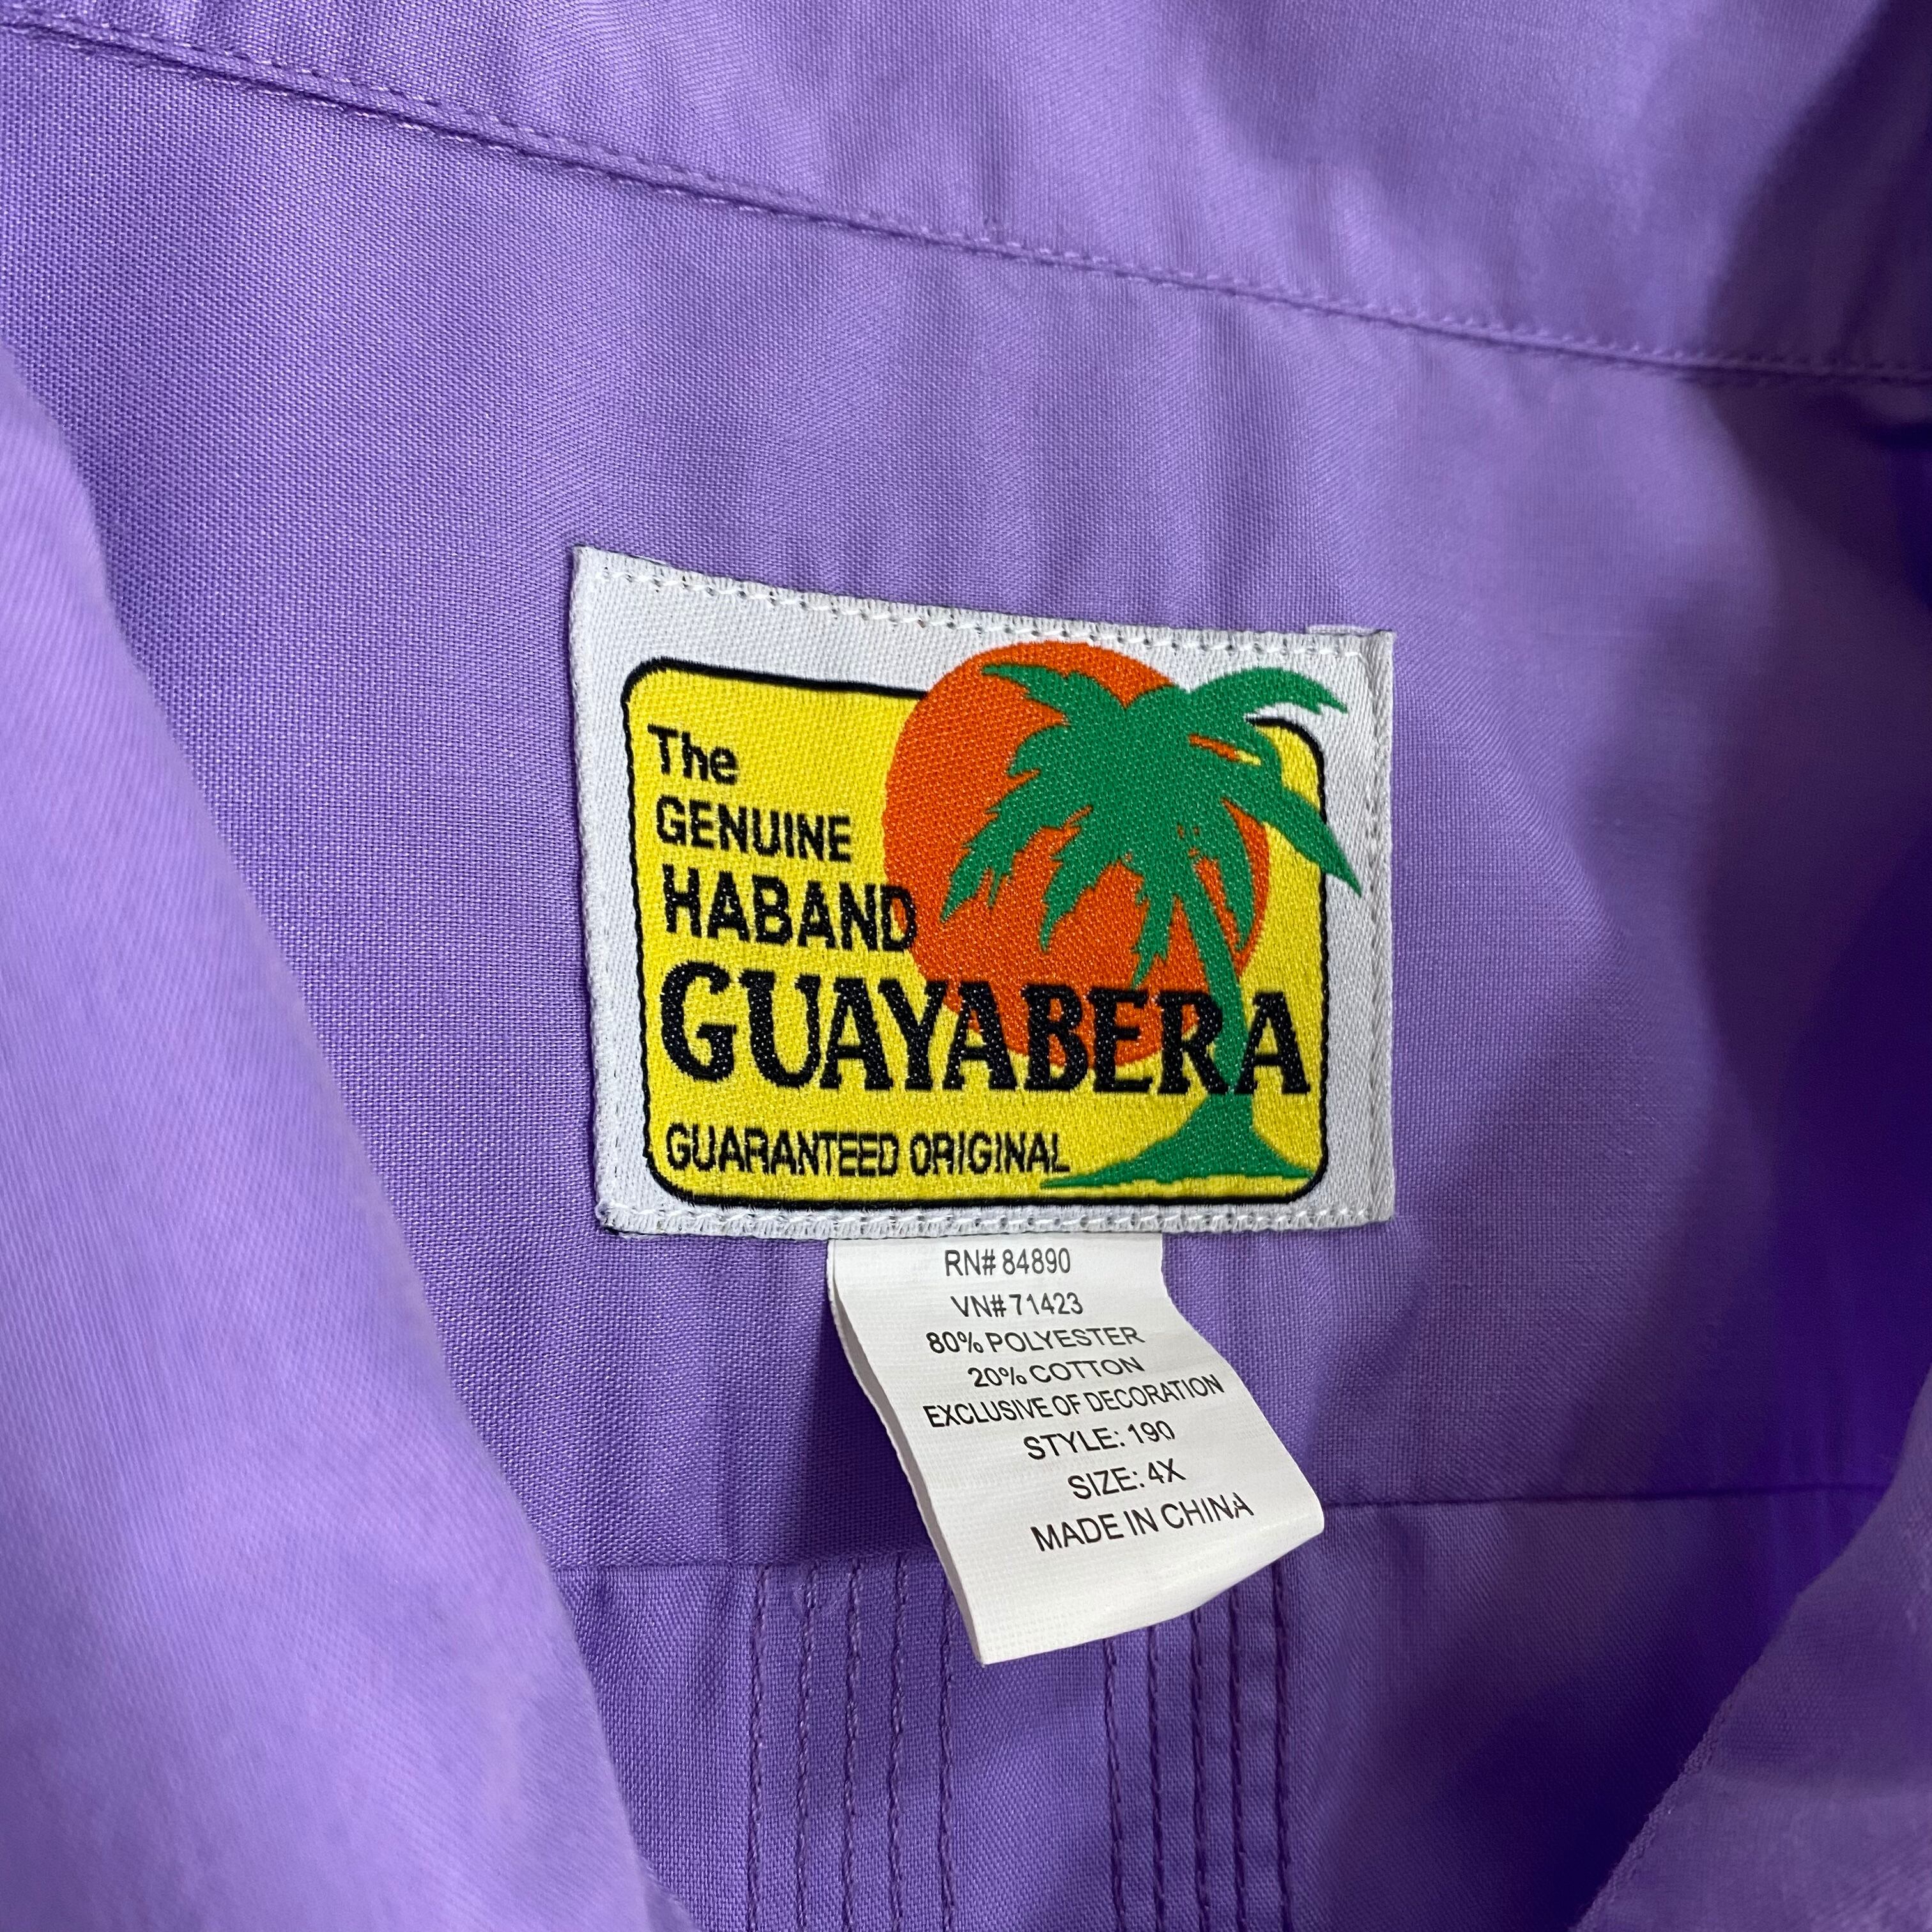 The
GENUINE
HABAND
GUAYABERA
GUARANTEED ORIGINAL
RN# 84890
VN# 71423
80% POLYESTER
20% COTTON
EXCLUSIVE OF DECORATION
STYLE: 190
SIZE: 4X
MADE IN CHINA